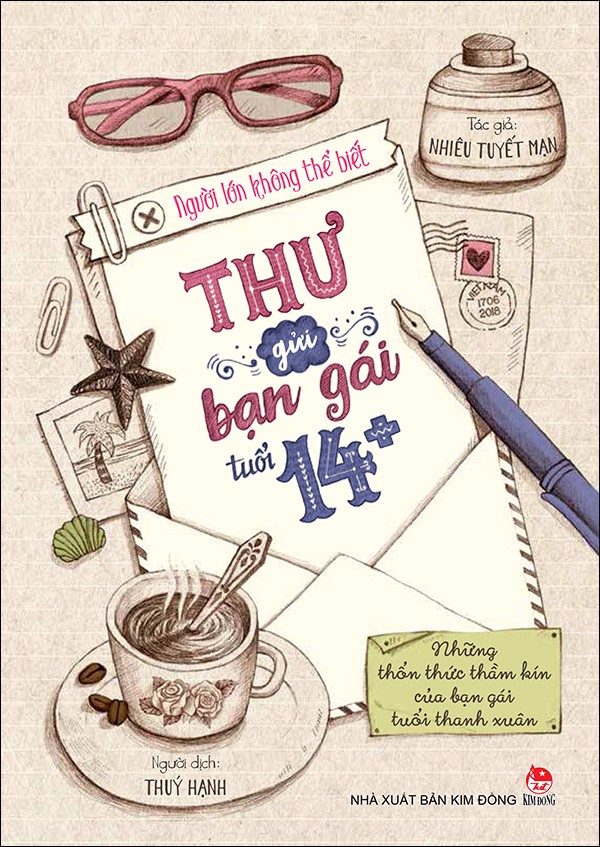 Tác giả:
NHIÊU TUYẾT MẠN
Người lớn không thể biết
THƯ
gửi
bạn gái
tuổi 14+
VIỆT NAM
1706
2018
Những
thổn thức thầm kín
của bạn gái
tuổi thanh xuân
Người dịch:
THUÝ HẠNH
NHÀ XUẤT BẢN KIM ĐỒNG
KIM ĐỒNG